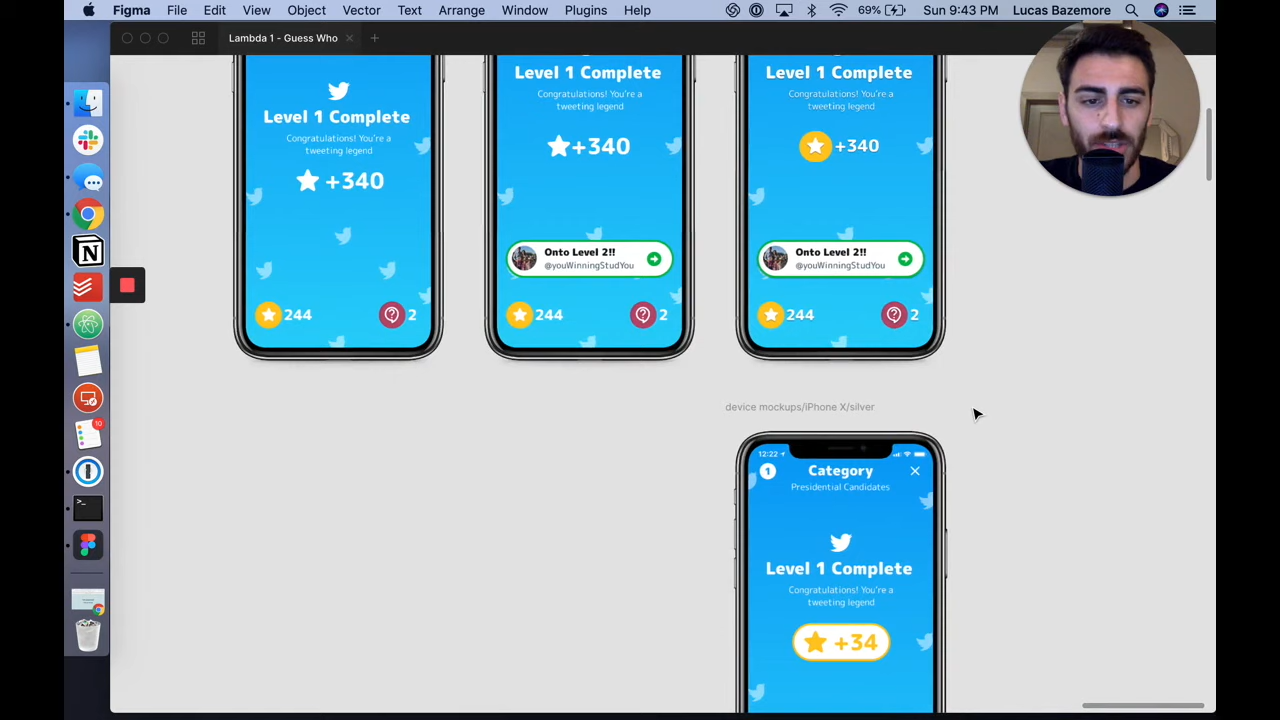 Figma File Edit View Object Vector Text Arrange Window Plugins Help 69% Sun 9:43 PM Lucas Bazemore
Lambda 1 - Guess Who
Level 1 Complete
Congratulations! You're a
tweeting legend
+340
244
2
Level 1 Complete
Congratulations! You're a
tweeting legend
+340
Onto Level 2!!
@youWinningStudYou
244
2
Level 1 Complete
Congratulations! You're a
tweeting legend
+340
Onto Level 2!!
@youWinningStudYou
244
2
device mockups/iPhone X/silver
12:22
1
Category
Presidential Candidates
Level 1 Complete
Congratulations! You're a
tweeting legend
+34
10